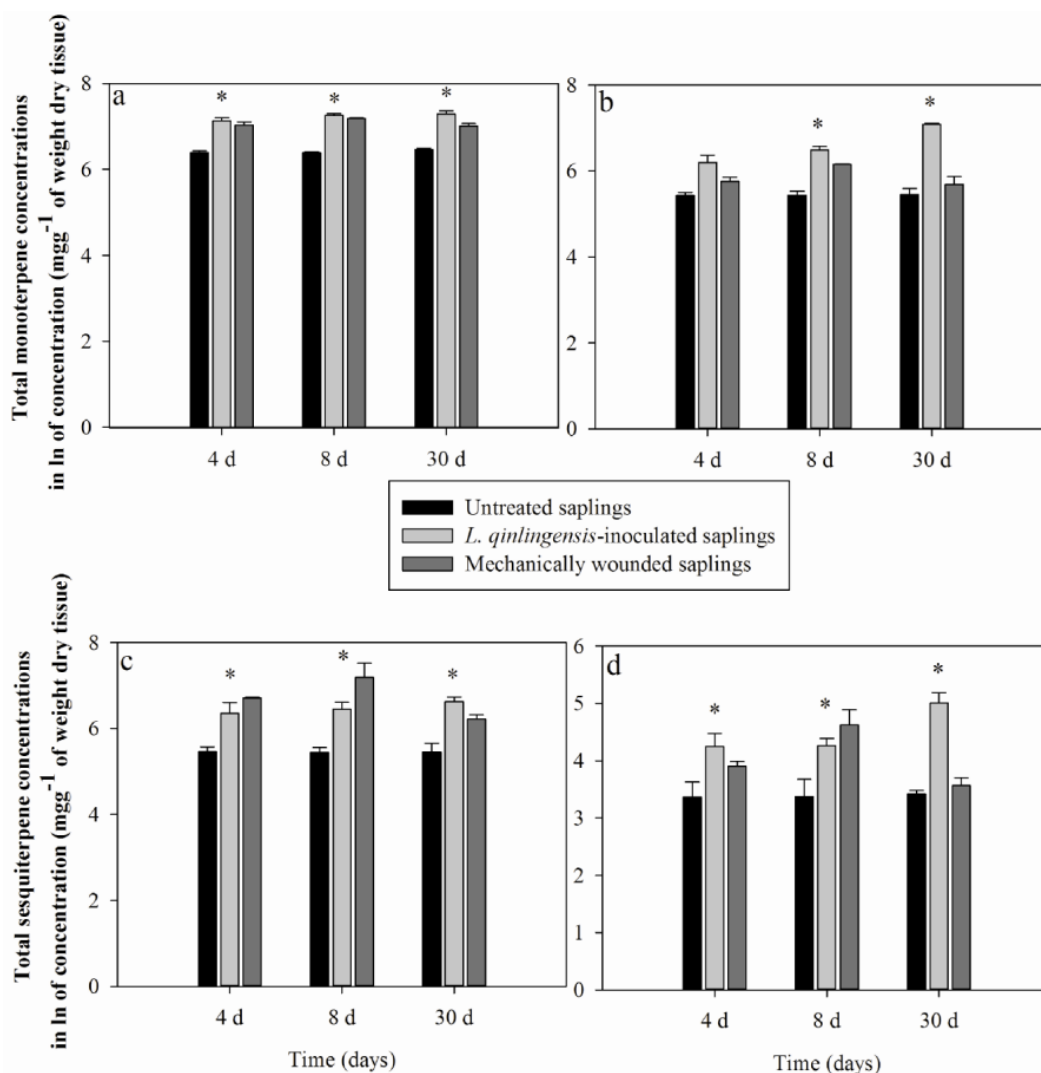 Total monoterpene concentrations
in ln of concentration (mgg⁻¹ of weight dry tissue)
a
8
6
4
2
0
*
*
*
4 d
8 d
30 d
b
8
6
4
2
0
*
*
4 d
8 d
30 d
Untreated saplings
L. qinlingensis-inoculated saplings
Mechanically wounded saplings
Total sesquiterpene concentrations
in ln of concentration (mgg⁻¹ of weight dry tissue)
c
8
6
4
2
0
*
*
*
4 d
8 d
30 d
Time (days)
d
6
5
4
3
2
1
0
*
*
*
4 d
8 d
30 d
Time (days)